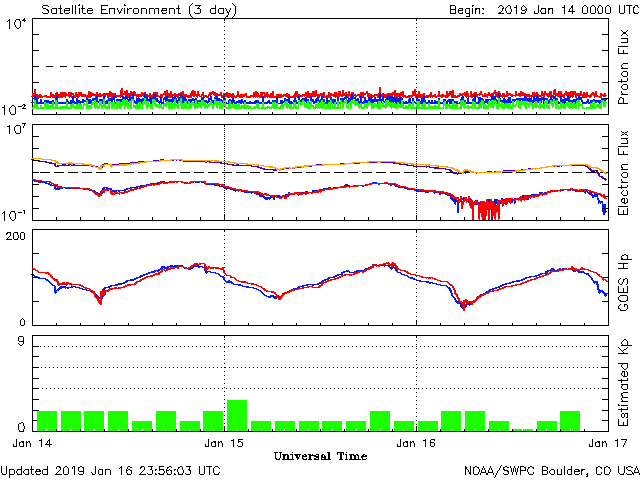 Satellite Environment (3 day) Begin: 2019 Jan 14 0000 UTC
10^4
10^-2
Proton Flux
10^7
10^-1
Electron Flux
200
0
GOES Hp
9
0
Estimated Kp
Jan 14 Jan 15 Jan 16 Jan 17
Universal Time
Updated 2019 Jan 16 23:56:03 UTC NOAA/SWPC Boulder, CO USA